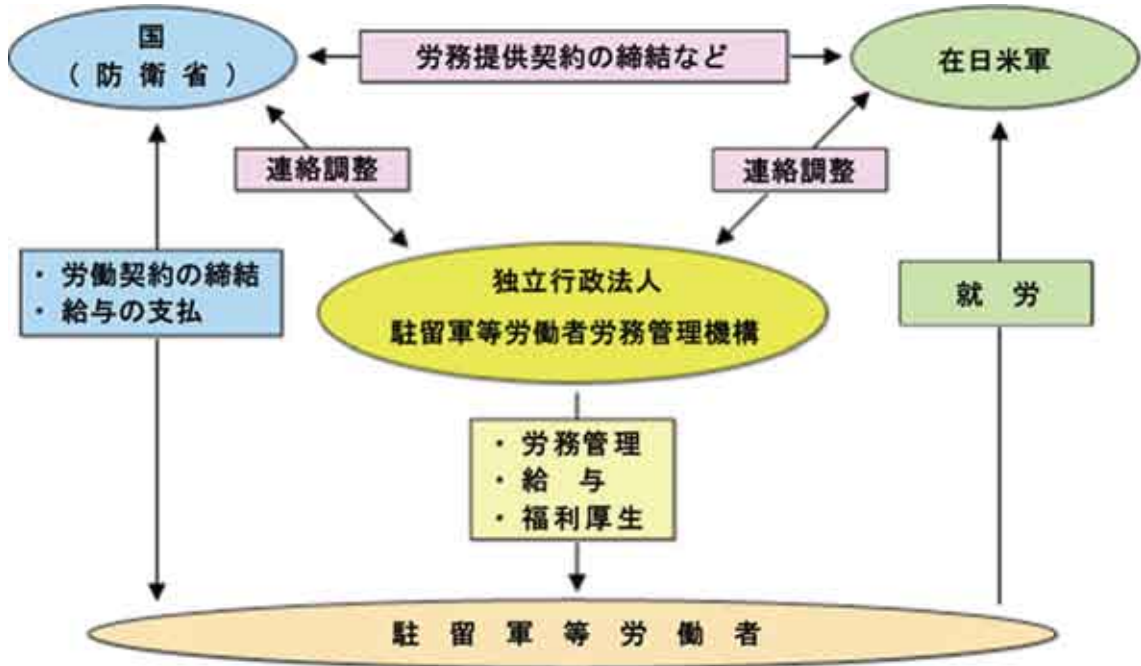 国
（防衛省）
労務提供契約の締結など
在日米軍
連絡調整
連絡調整
・ 労働契約の締結
・ 給与の支払
独立行政法人
駐留軍等労働者労務管理機構
就　労
・ 労務管理
・ 給　与
・ 福利厚生
駐 留 軍 等 労 働 者